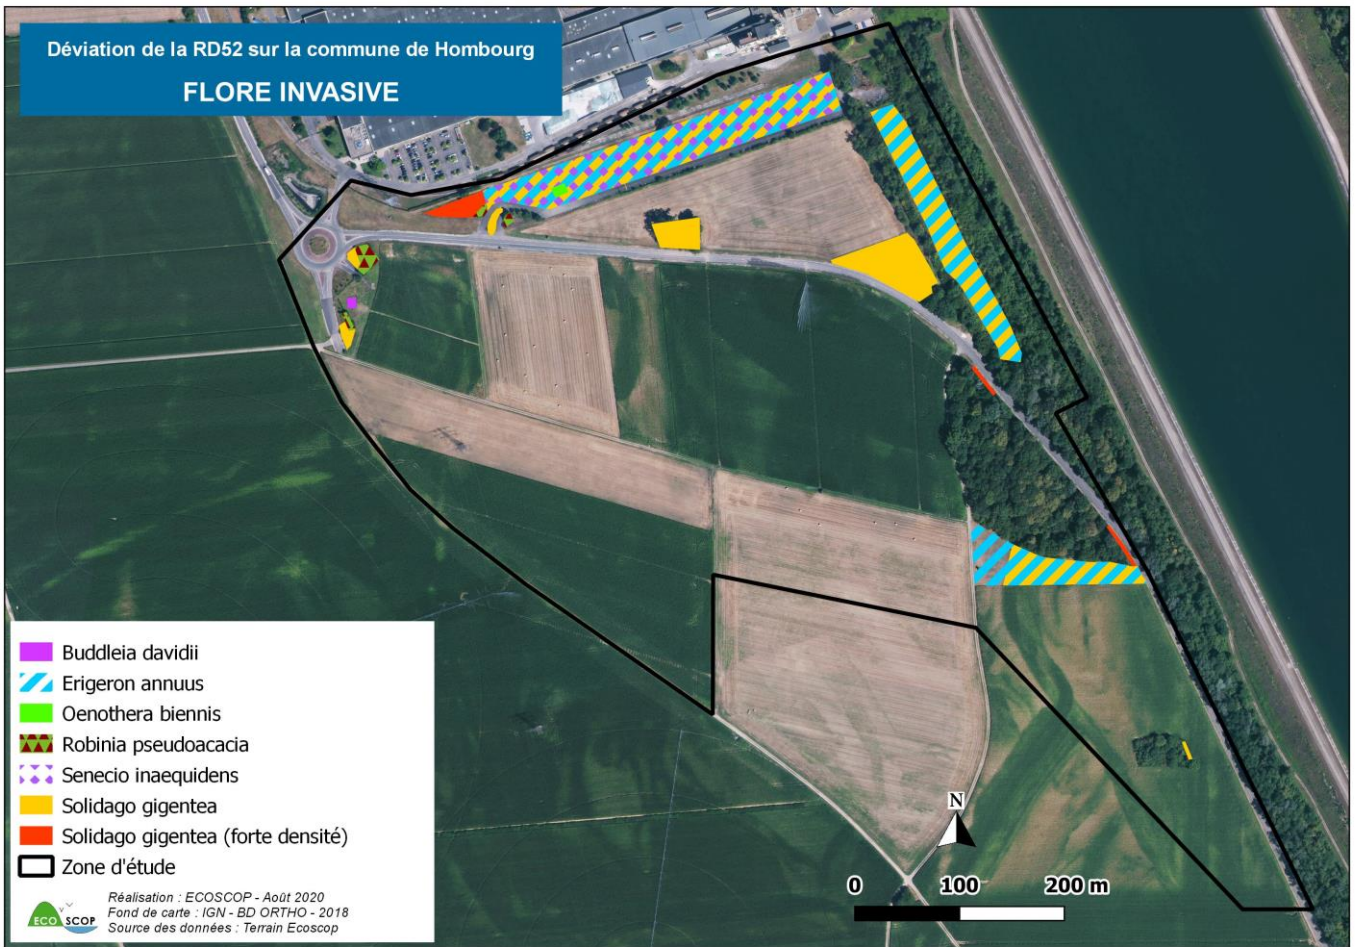 Déviation de la RD52 sur la commune de Hombourg
FLORE INVASIVE
Buddleia davidii
Erigeron annuus
Oenothera biennis
Robinia pseudoacacia
Senecio inaequidens
Solidago gigentea
Solidago gigentea (forte densité)
Zone d'étude
ECO SCOP
Réalisation : ECOSCOP - Août 2020
Fond de carte : IGN - BD ORTHO - 2018
Source des données : Terrain Ecoscop
N
0 100 200 m